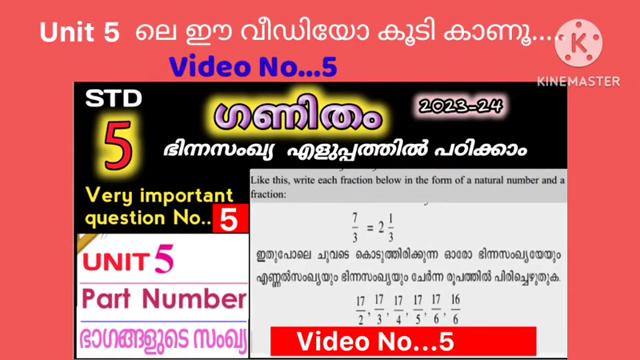 Unit 5 ലെ ഈ വീഡിയോ കൂടി കാണൂ.....
Video No...5
KINEMASTER
STD
5
ഗണിതം
2023-24
ഭിന്നസംഖ്യ എളുപ്പത്തിൽ പഠിക്കാം
Very important
question No.. 5
Like this, write each fraction below in the form of a natural number and a
fraction:
7/3 = 2 1/3
ഇതുപോലെ ചുവടെ കൊടുത്തിരിക്കുന്ന ഓരോ ഭിന്നസംഖ്യയേയും
എണ്ണൽസംഖ്യയും ഭിന്നസംഖ്യയും ചേർന്ന രൂപത്തിൽ പിരിച്ചെഴുതുക.
17/2, 17/3, 17/4, 17/5, 17/6, 16/6
UNIT 5
Part Number
ഭാഗങ്ങളുടെ സംഖ്യ
Video No...5